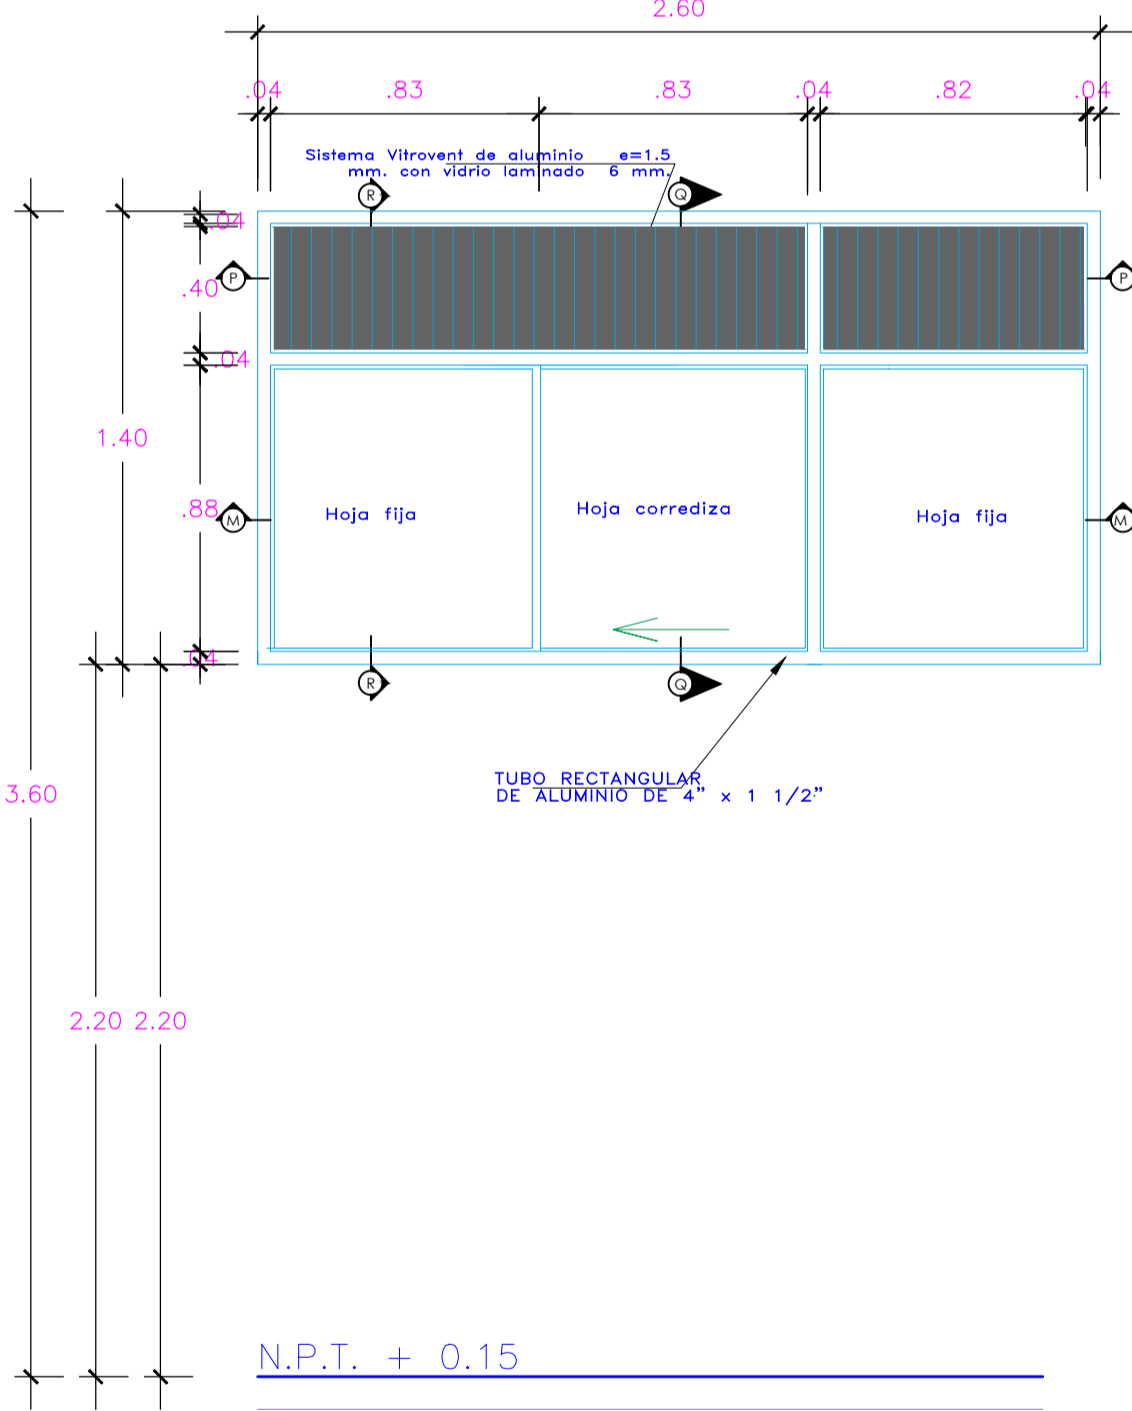 2.60
.04 .83 .83 .04 .82 .04
Sistema Vitrovent de aluminio e=1.5
mm. con vidrio laminado 6 mm.
R Q
.04
P P
.40
.04
1.40
.88
M M
Hoja fija Hoja corrediza Hoja fija
.04
R Q
TUBO RECTANGULAR
DE ALUMINIO DE 4” x 1 1/2”
3.60
2.20 2.20
N.P.T. + 0.15